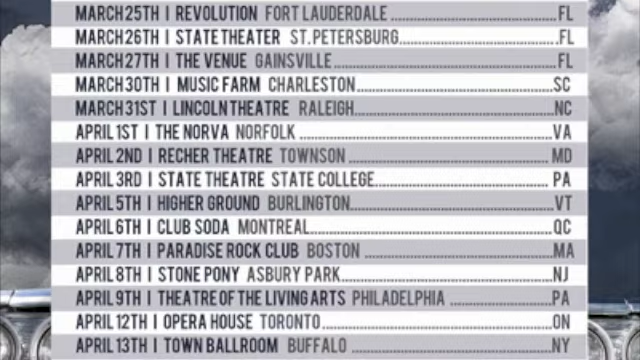 MARCH 25TH | REVOLUTION FORT LAUDERDALE ........ FL
MARCH 26TH | STATE THEATER ST. PETERSBURG........ FL
MARCH 27TH | THE VENUE GAINSVILLE ........ FL
MARCH 30TH | MUSIC FARM CHARLESTON........ SC
MARCH 31ST | LINCOLN THEATRE RALEIGH........ NC
APRIL 1ST | THE NORVA NORFOLK ........ VA
APRIL 2ND | RECHER THEATRE TOWNSON ........ MD
APRIL 3RD | STATE THEATRE STATE COLLEGE........ PA
APRIL 5TH | HIGHER GROUND BURLINGTON........ VT
APRIL 6TH | CLUB SODA MONTREAL........ QC
APRIL 7TH | PARADISE ROCK CLUB BOSTON ........ MA
APRIL 8TH | STONE PONY ASBURY PARK........ NJ
APRIL 9TH | THEATRE OF THE LIVING ARTS PHILADELPHIA ........ PA
APRIL 12TH | OPERA HOUSE TORONTO........ ON
APRIL 13TH | TOWN BALLROOM BUFFALO ........ NY